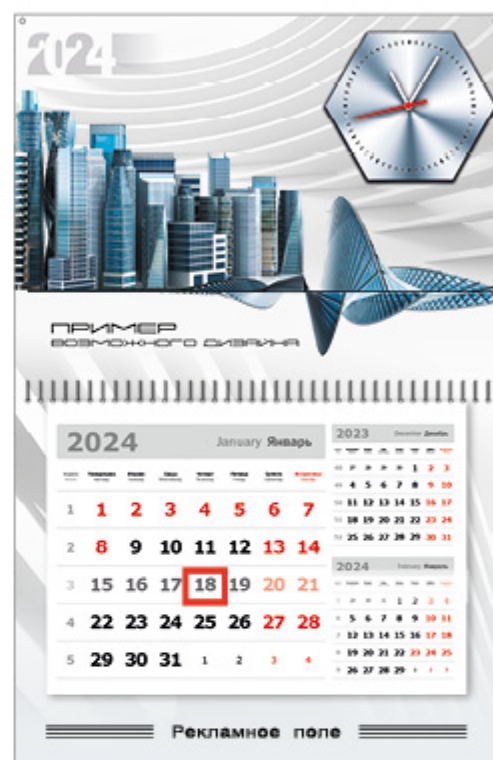 2024
ПРИМЕР
ВОЗМОЖНОГО ДИЗАЙНА
2024 January Январь
1 1 2 3 4 5 6 7
2 8 9 10 11 12 13 14
3 15 16 17 18 19 20 21
4 22 23 24 25 26 27 28
5 29 30 31 1 2 3 4
2023 December Декабрь
1 2 3
4 5 6 7 8 9 10
11 12 13 14 15 16 17
18 19 20 21 22 23 24
25 26 27 28 29 30 31
2024 February Февраль
1 2 3 4
5 6 7 8 9 10 11
12 13 14 15 16 17 18
19 20 21 22 23 24 25
26 27 28 29
Рекламное поле